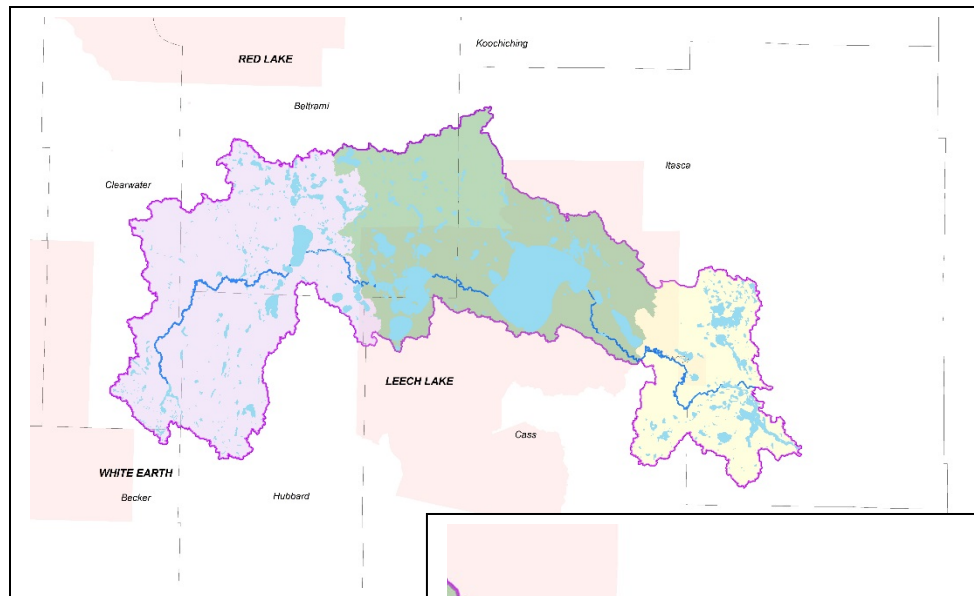 Koochiching
RED LAKE
Beltrami
Itasca
Clearwater
LEECH LAKE
Cass
WHITE EARTH
Becker
Hubbard